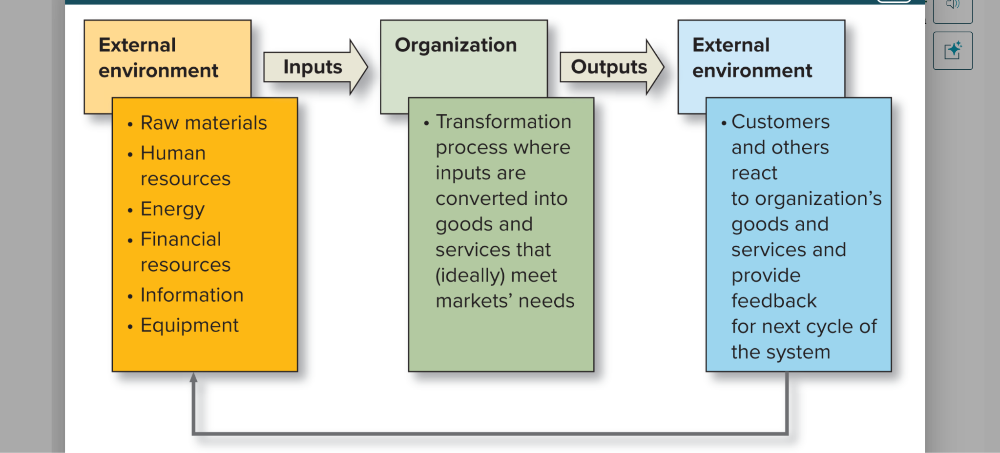 External
environment
Inputs
Organization
Outputs
External
environment
• Raw materials
• Human
resources
• Energy
• Financial
resources
• Information
• Equipment
• Transformation
process where
inputs are
converted into
goods and
services that
(ideally) meet
markets’ needs
• Customers
and others
react
to organization’s
goods and
services and
provide
feedback
for next cycle of
the system